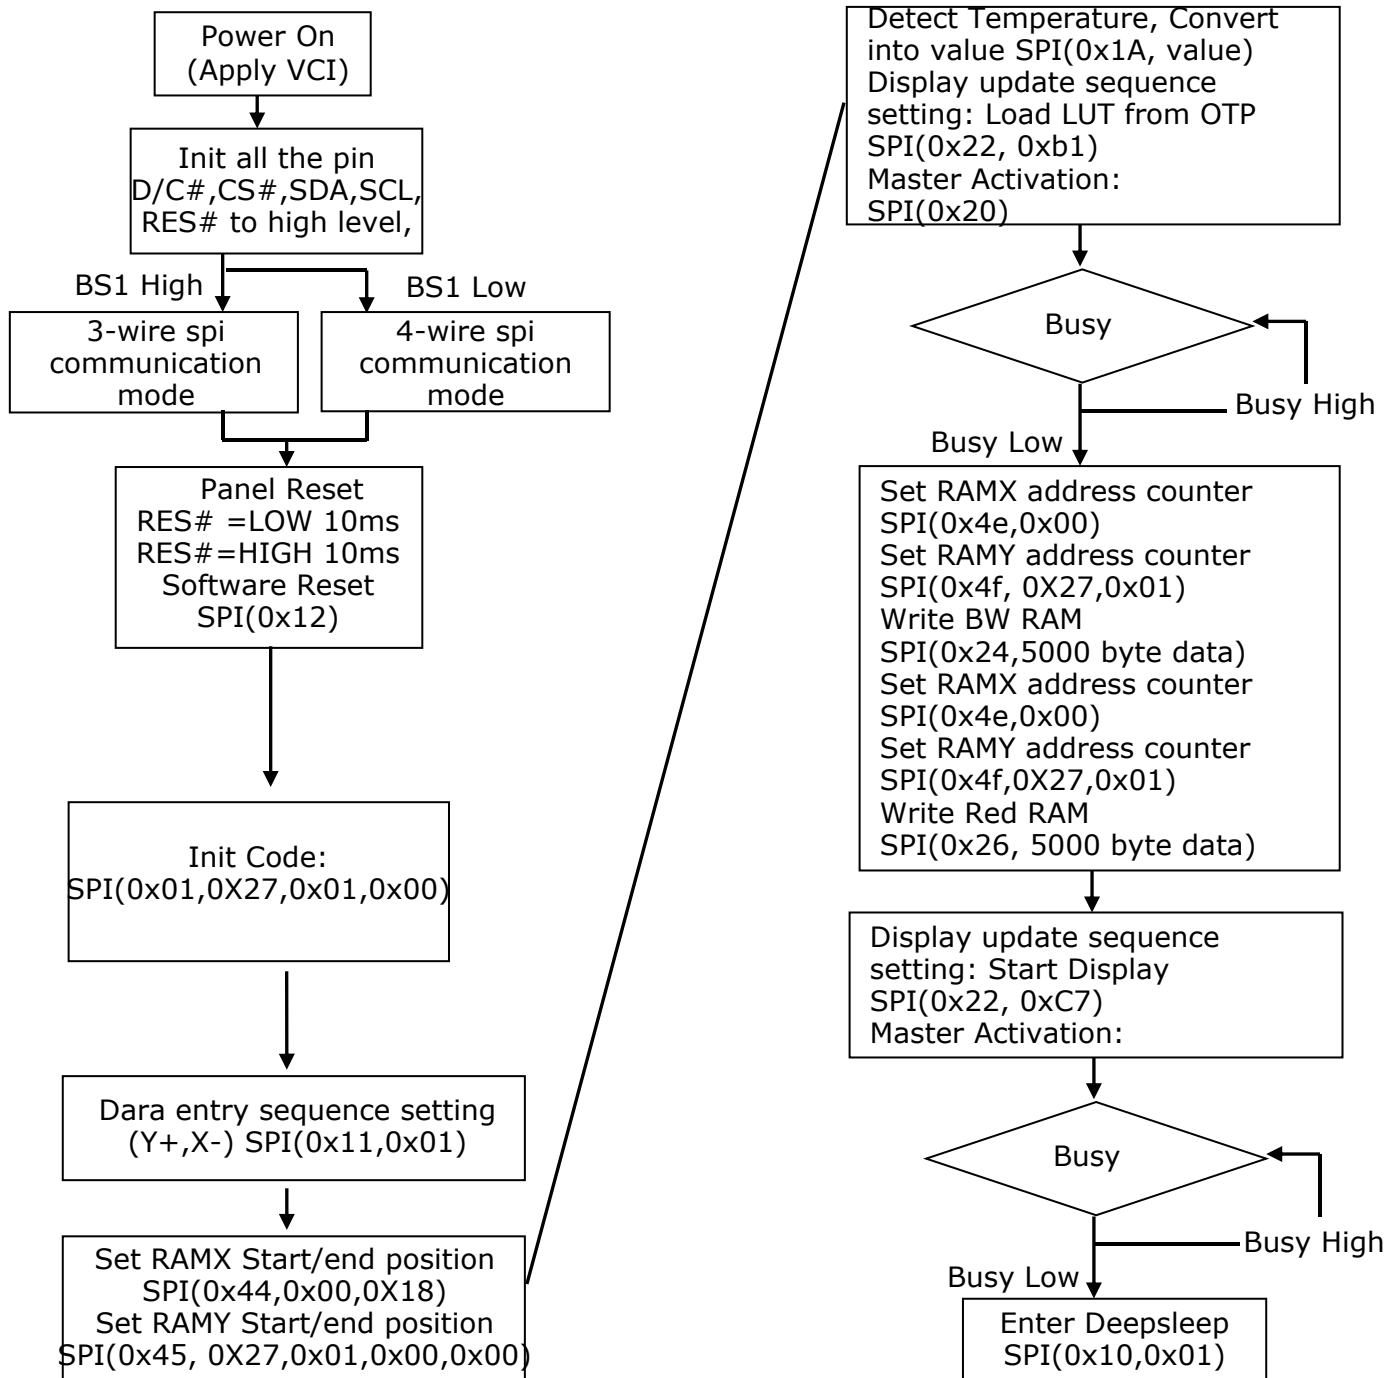 Power On
(Apply VCI)
Init all the pin
D/C#,CS#,SDA,SCL,
RES# to high level,
BS1 High
BS1 Low
3-wire spi
communication
mode
4-wire spi
communication
mode
Panel Reset
RES# =LOW 10ms
RES#=HIGH 10ms
Software Reset
SPI(0x12)
Init Code:
SPI(0x01,0X27,0x01,0x00)
Dara entry sequence setting
(Y+,X-) SPI(0x11,0x01)
Set RAMX Start/end position
SPI(0x44,0x00,0X18)
Set RAMY Start/end position
SPI(0x45, 0X27,0x01,0x00,0x00)
Detect Temperature, Convert
into value SPI(0x1A, value)
Display update sequence
setting: Load LUT from OTP
SPI(0x22, 0xb1)
Master Activation:
SPI(0x20)
Busy
Busy High
Busy Low
Set RAMX address counter
SPI(0x4e,0x00)
Set RAMY address counter
SPI(0x4f, 0X27,0x01)
Write BW RAM
SPI(0x24,5000 byte data)
Set RAMX address counter
SPI(0x4e,0x00)
Set RAMY address counter
SPI(0x4f,0X27,0x01)
Write Red RAM
SPI(0x26, 5000 byte data)
Display update sequence
setting: Start Display
SPI(0x22, 0xC7)
Master Activation:
Busy
Busy High
Busy Low
Enter Deepsleep
SPI(0x10,0x01)